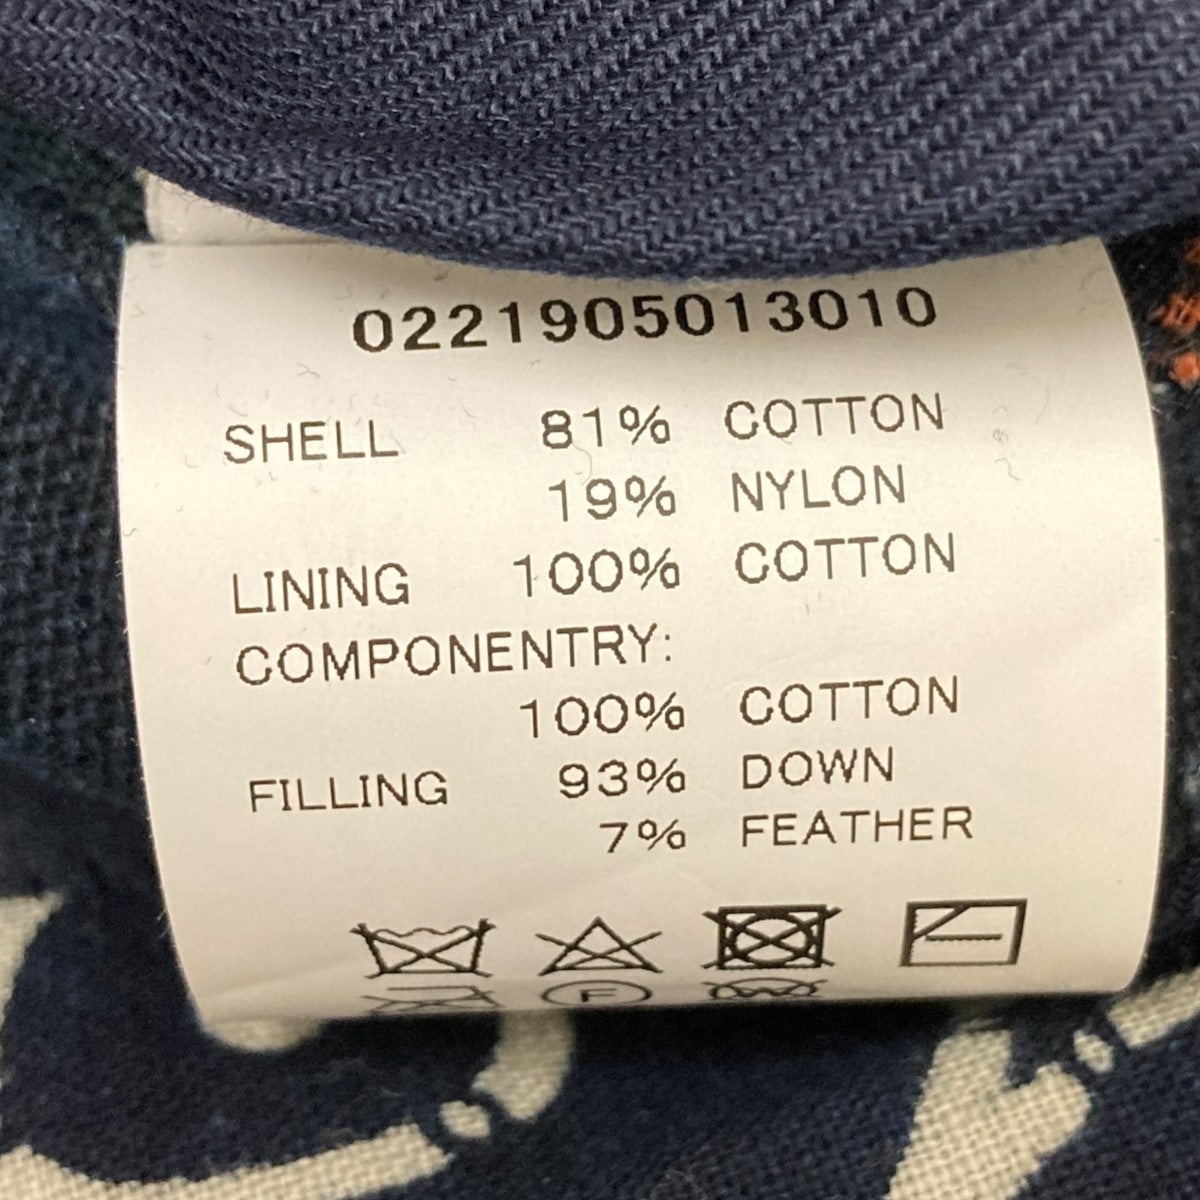 0221905013010
SHELL 81% COTTON
19% NYLON
LINING 100% COTTON
COMPONENTRY:
100% COTTON
FILLING 93% DOWN
7% FEATHER
F
W